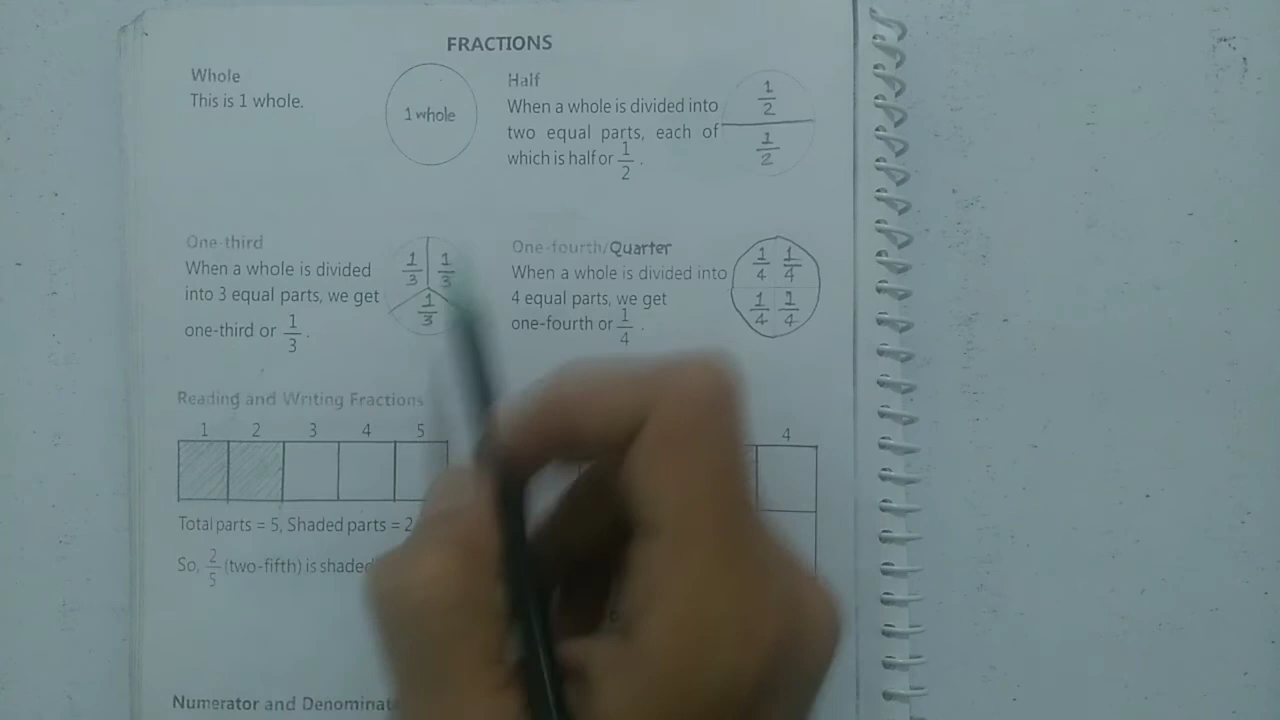 FRACTIONS
Whole
This is 1 whole.
1 whole
Half
When a whole is divided into
two equal parts, each of
which is half or 1/2 .
1/2
1/2
One-third
When a whole is divided
into 3 equal parts, we get
one-third or 1/3 .
1/3 1/3
1/3
One-fourth/Quarter
When a whole is divided into
4 equal parts, we get
one-fourth or 1/4 .
1/4 1/4
1/4 1/4
Reading and Writing Fractions
1 2 3 4 5
4
Total parts = 5, Shaded parts = 2
So, 2/5 (two-fifth) is shaded
Numerator and